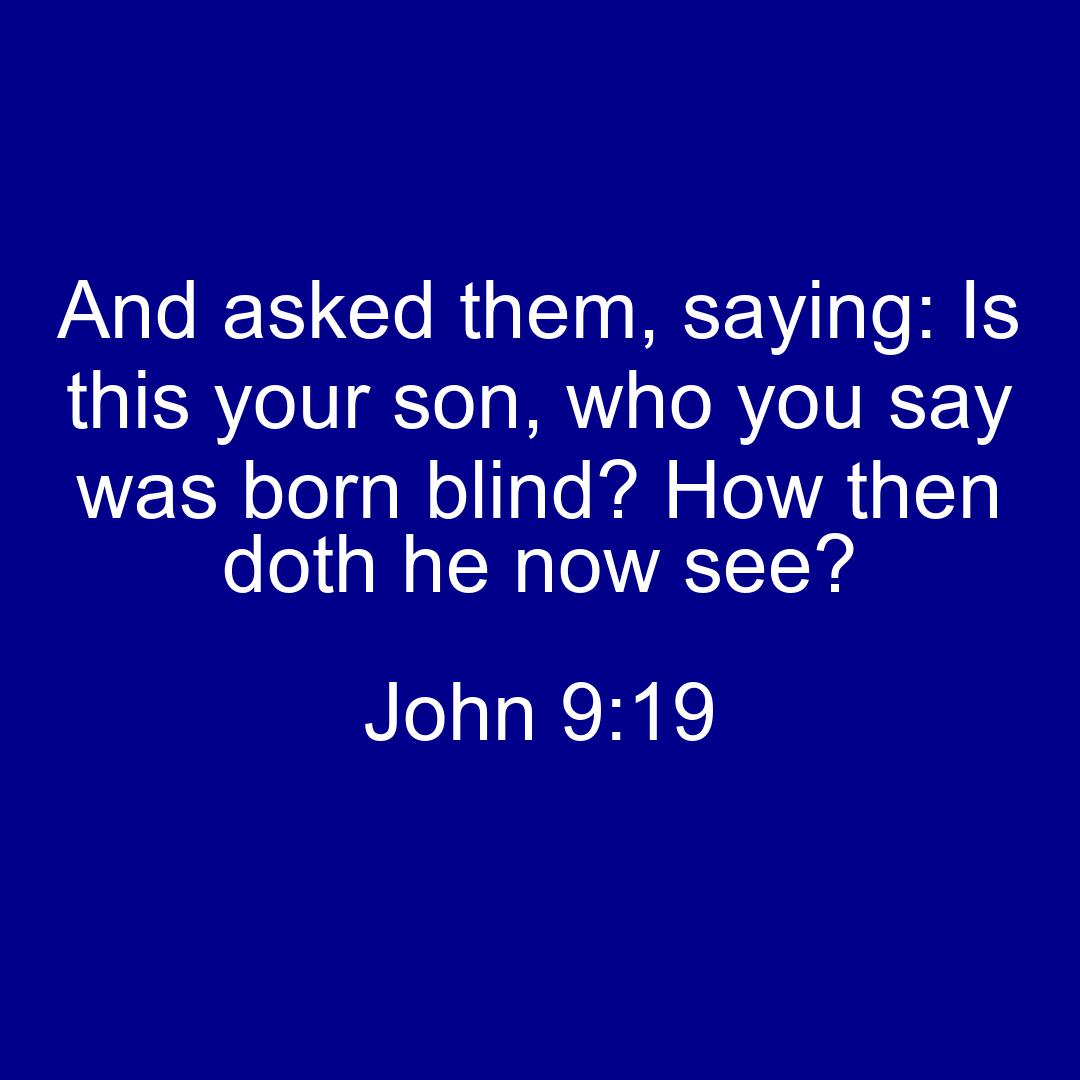 And asked them, saying: Is
this your son, who you say
was born blind? How then
doth he now see?
John 9:19